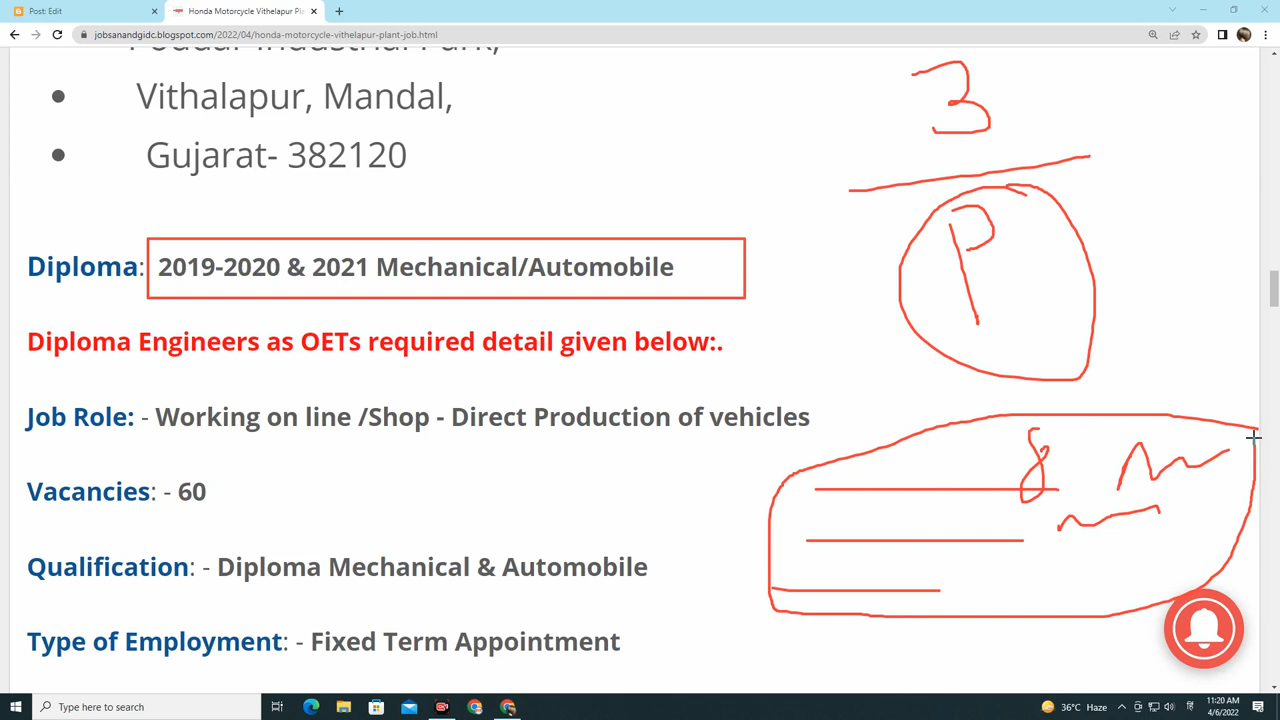 Post: Edit
Honda Motorcycle Vithelapur Pl
jobsanandgidc.blogspot.com/2022/04/honda-motorcycle-vithelapur-plant-job.html
Vithalapur, Mandal,
Gujarat- 382120
Diploma: 2019-2020 & 2021 Mechanical/Automobile
Diploma Engineers as OETs required detail given below:.
Job Role: - Working on line /Shop - Direct Production of vehicles
Vacancies: - 60
Qualification: - Diploma Mechanical & Automobile
Type of Employment: - Fixed Term Appointment
3
P
8
Type here to search
36°C Haze
11:20 AM
4/6/2022